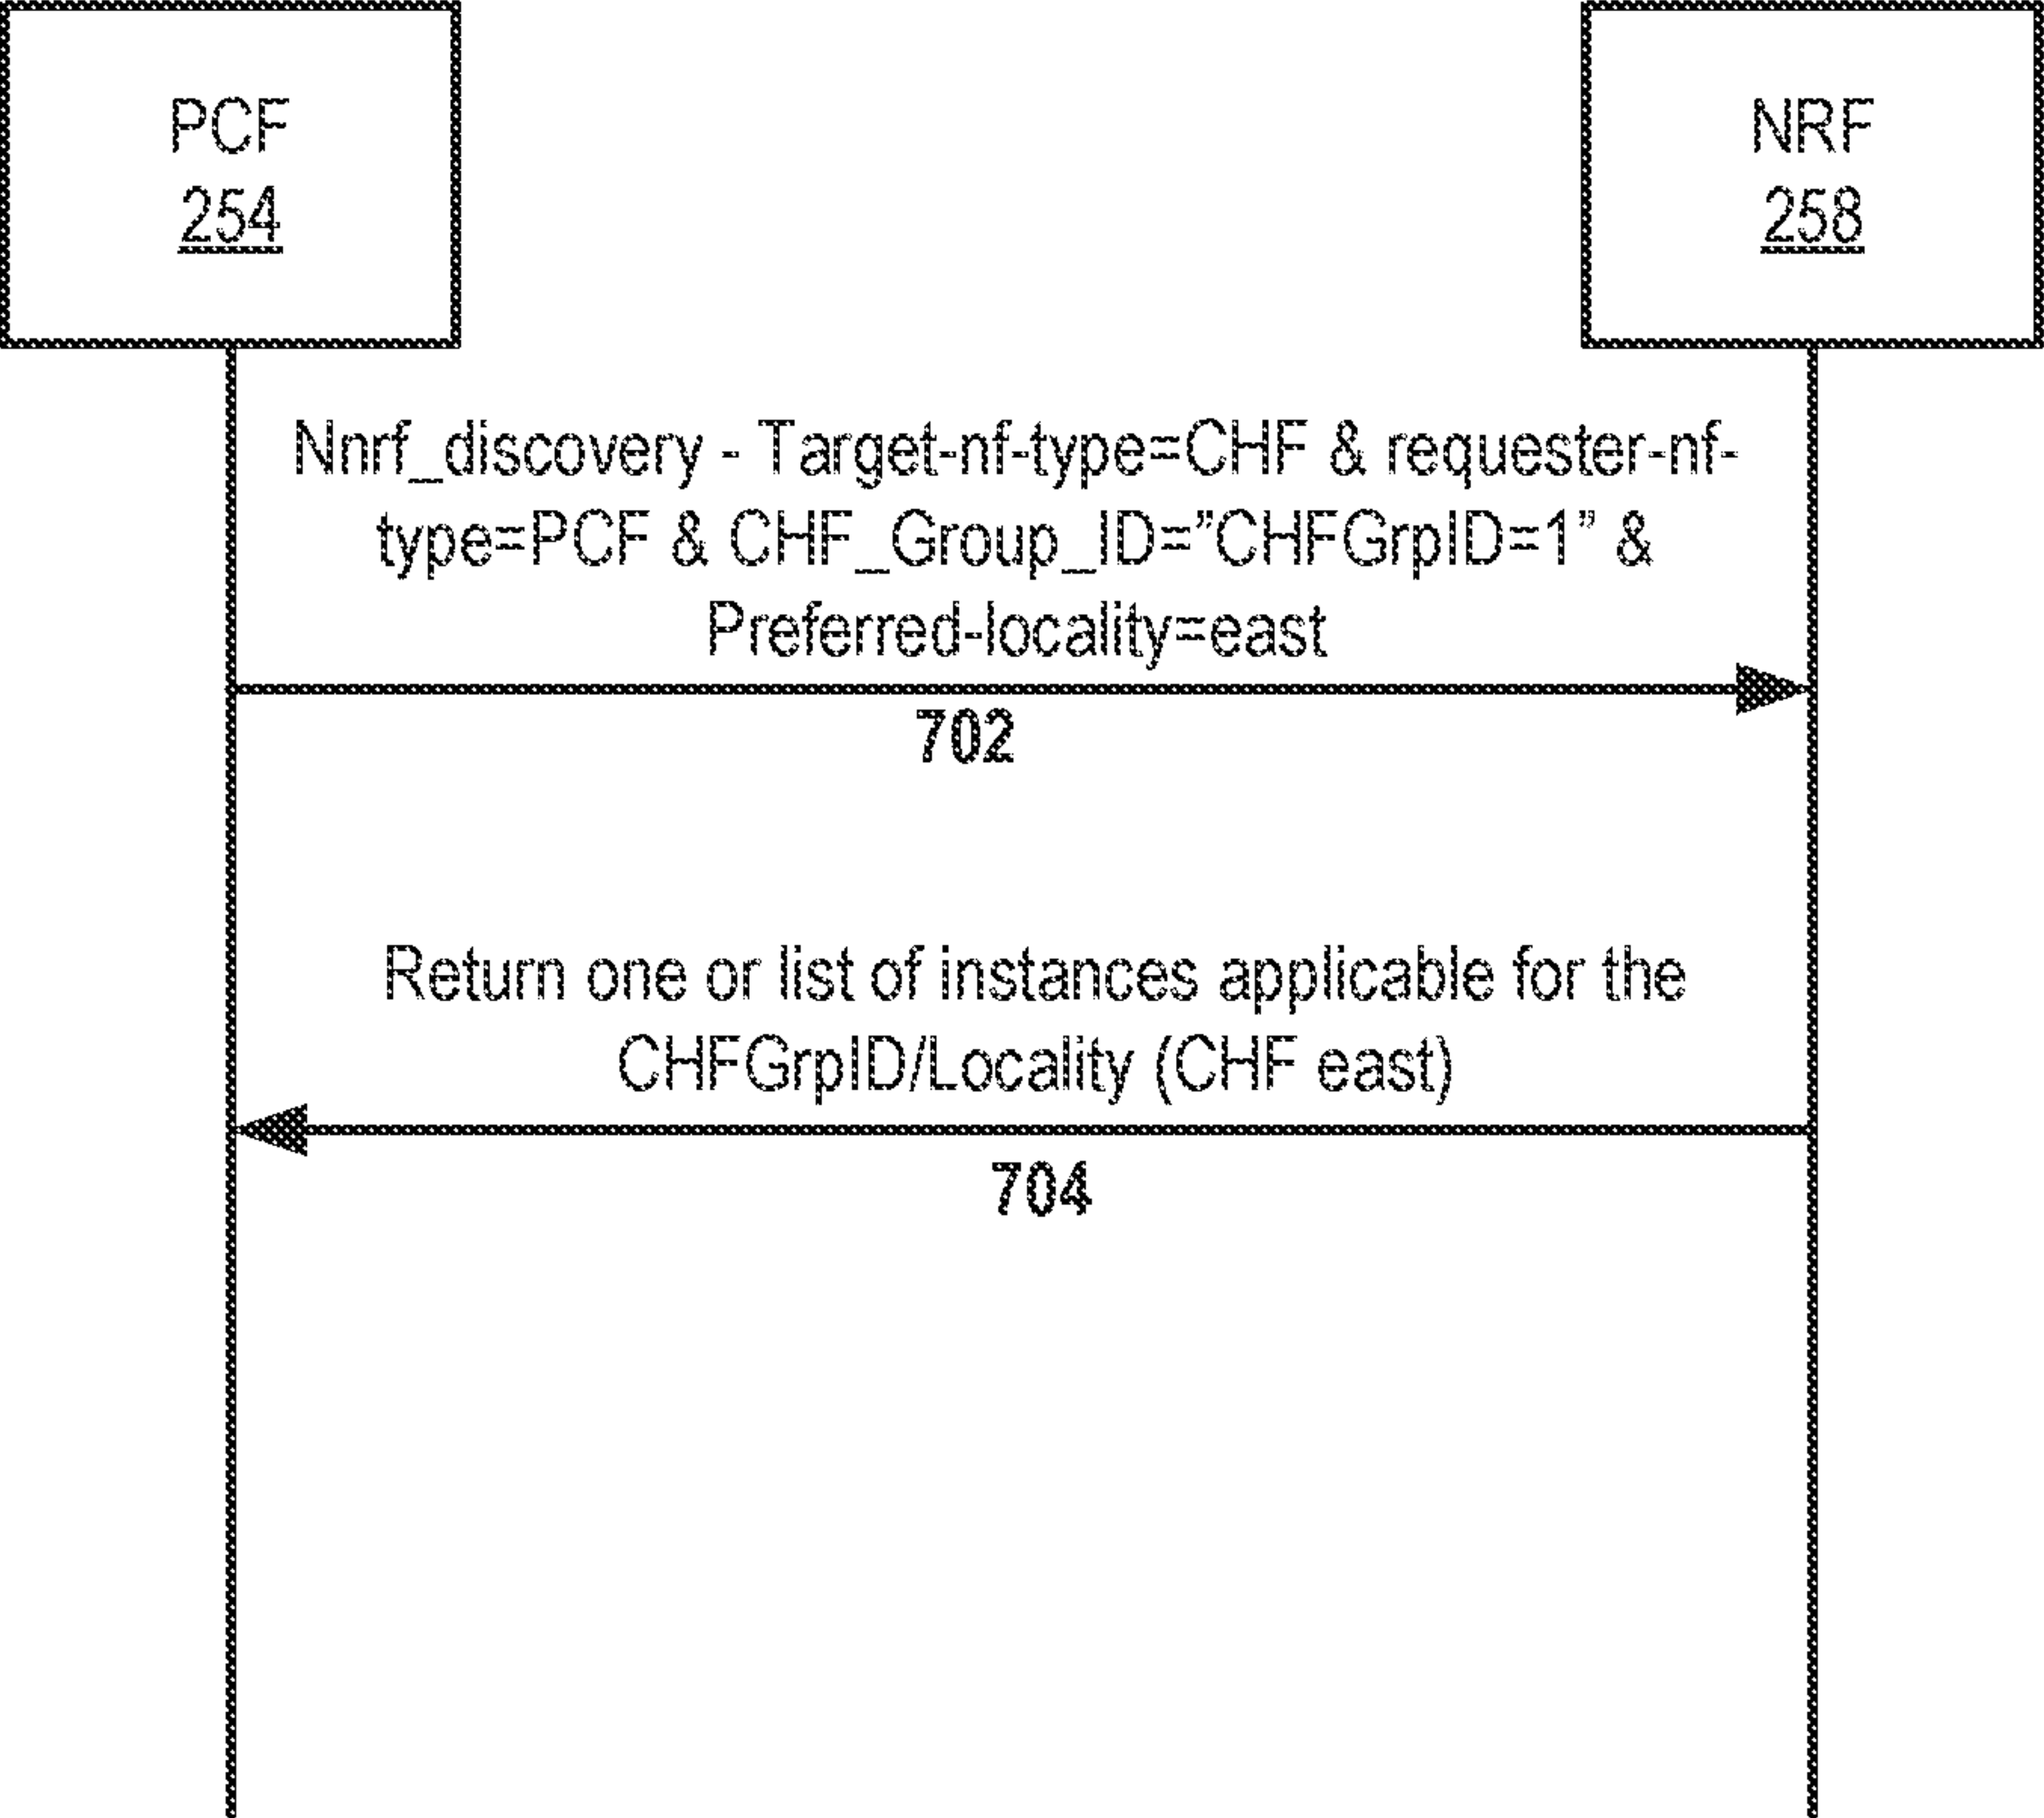 PCF
254
NRF
258
Nnrf_discovery - Target-nf-type=CHF & requester-nf-
type=PCF & CHF_Group_ID=”CHFGrpID=1” &
Preferred-locality=east
702
Return one or list of instances applicable for the
CHFGrpID/Locality (CHF east)
704